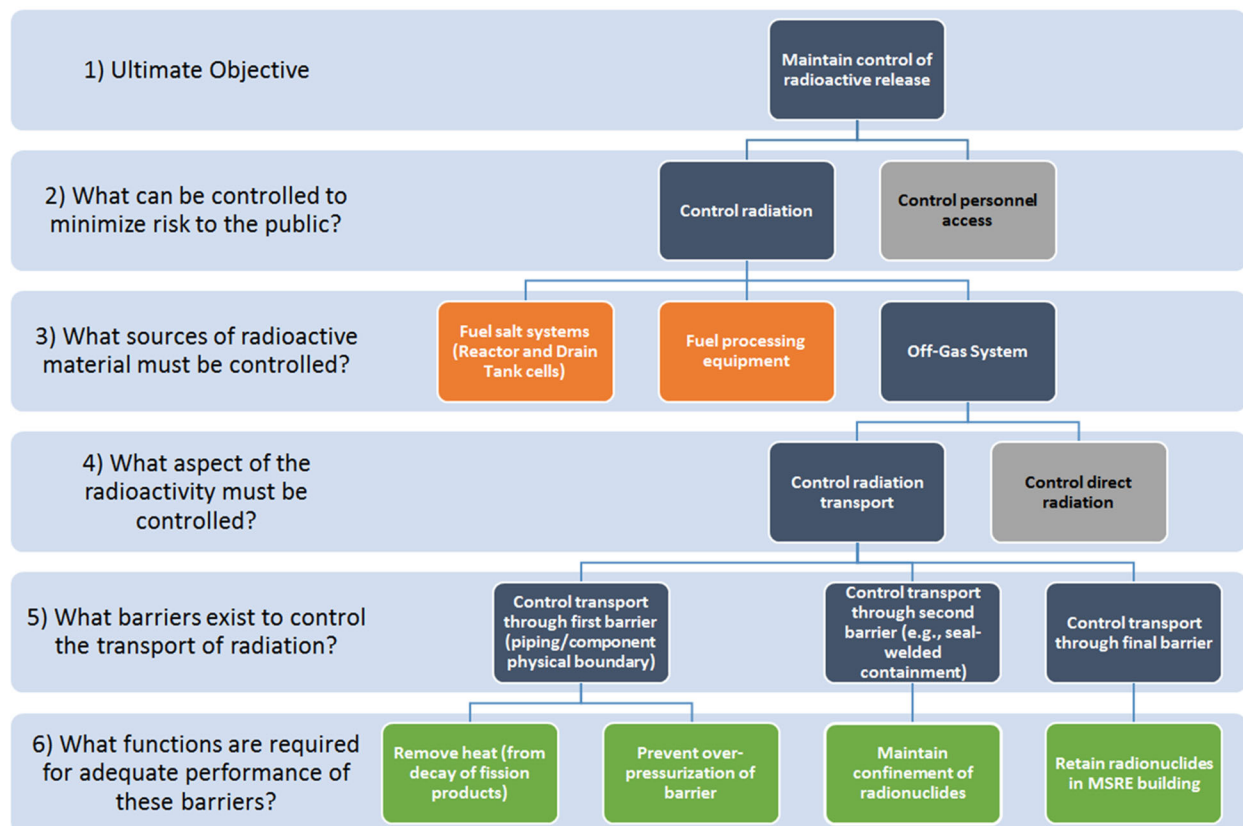 1) Ultimate Objective
Maintain control of
radioactive release
2) What can be controlled to
minimize risk to the public?
Control radiation
Control personnel
access
3) What sources of radioactive
material must be controlled?
Fuel salt systems
(Reactor and Drain
Tank cells)
Fuel processing
equipment
Off-Gas System
4) What aspect of the
radioactivity must be
controlled?
Control radiation
transport
Control direct
radiation
5) What barriers exist to control
the transport of radiation?
Control transport
through first barrier
(piping/component
physical boundary)
Control transport
through second
barrier (e.g., seal-
welded
containment)
Control transport
through final barrier
6) What functions are required
for adequate performance of
these barriers?
Remove heat (from
decay of fission
products)
Prevent over-
pressurization of
barrier
Maintain
confinement of
radionuclides
Retain radionuclides
in MSRE building